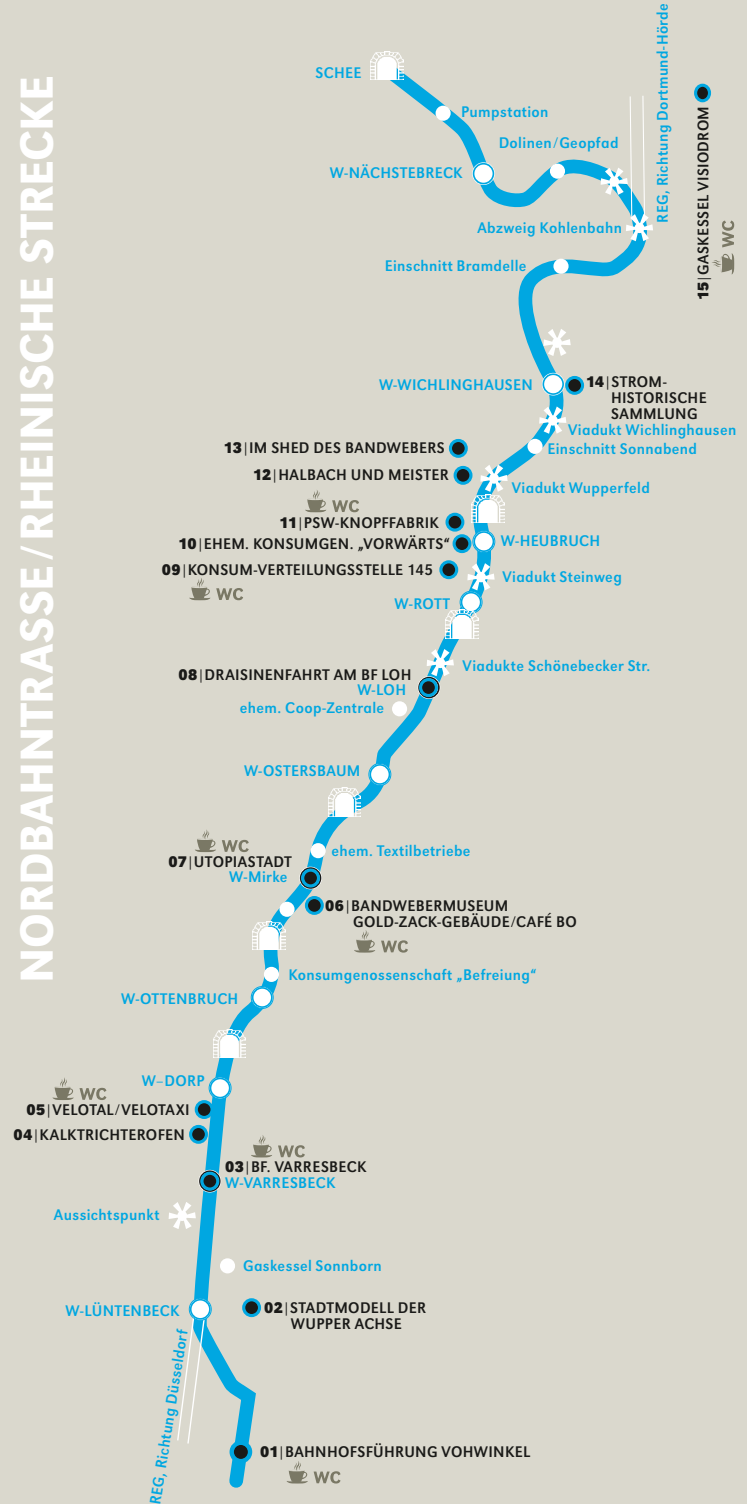 NORDBAHNTRASSE/RHEINISCHE STRECKE
SCHEE
Pumpstation
Dolinen/Geopfad
W-NÄCHSTEBRECK
REG, Richtung Dortmund-Hörde
15|GASKESSEL VISIODROM
WC
Abzweig Kohlenbahn
Einschnitt Bramdelle
W-WICHLINGHAUSEN
14|STROM-
HISTORISCHE
SAMMLUNG
Viadukt Wichlinghausen
13|IM SHED DES BANDWEBERS
Einschnitt Sonnabend
12|HALBACH UND MEISTER
Viadukt Wupperfeld
WC
11|PSW-KNOPFFABRIK
10|EHEM. KONSUMGEN. „VORWÄRTS“
W-HEUBRUCH
09|KONSUM-VERTEILUNGSSTELLE 145
WC
Viadukt Steinweg
W-ROTT
Viadukte Schönebecker Str.
08|DRAISINENFAHRT AM BF LOH
W-LOH
ehem. Coop-Zentrale
W-OSTERSBAUM
WC
07|UTOPIASTADT
ehem. Textilbetriebe
W-Mirke
06|BANDWEBERMUSEUM
GOLD-ZACK-GEBÄUDE/CAFÉ BO
WC
Konsumgenossenschaft „Befreiung“
W-OTTENBRUCH
W–DORP
WC
05|VELOTAL/VELOTAXI
04|KALKTRICHTEROFEN
WC
03|BF. VARRESBECK
W-VARRESBECK
Aussichtspunkt
Gaskessel Sonnborn
W-LÜNTENBECK
02|STADTMODELL DER
WUPPER ACHSE
REG, Richtung Düsseldorf
01|BAHNHOFSFÜHRUNG VOHWINKEL
WC